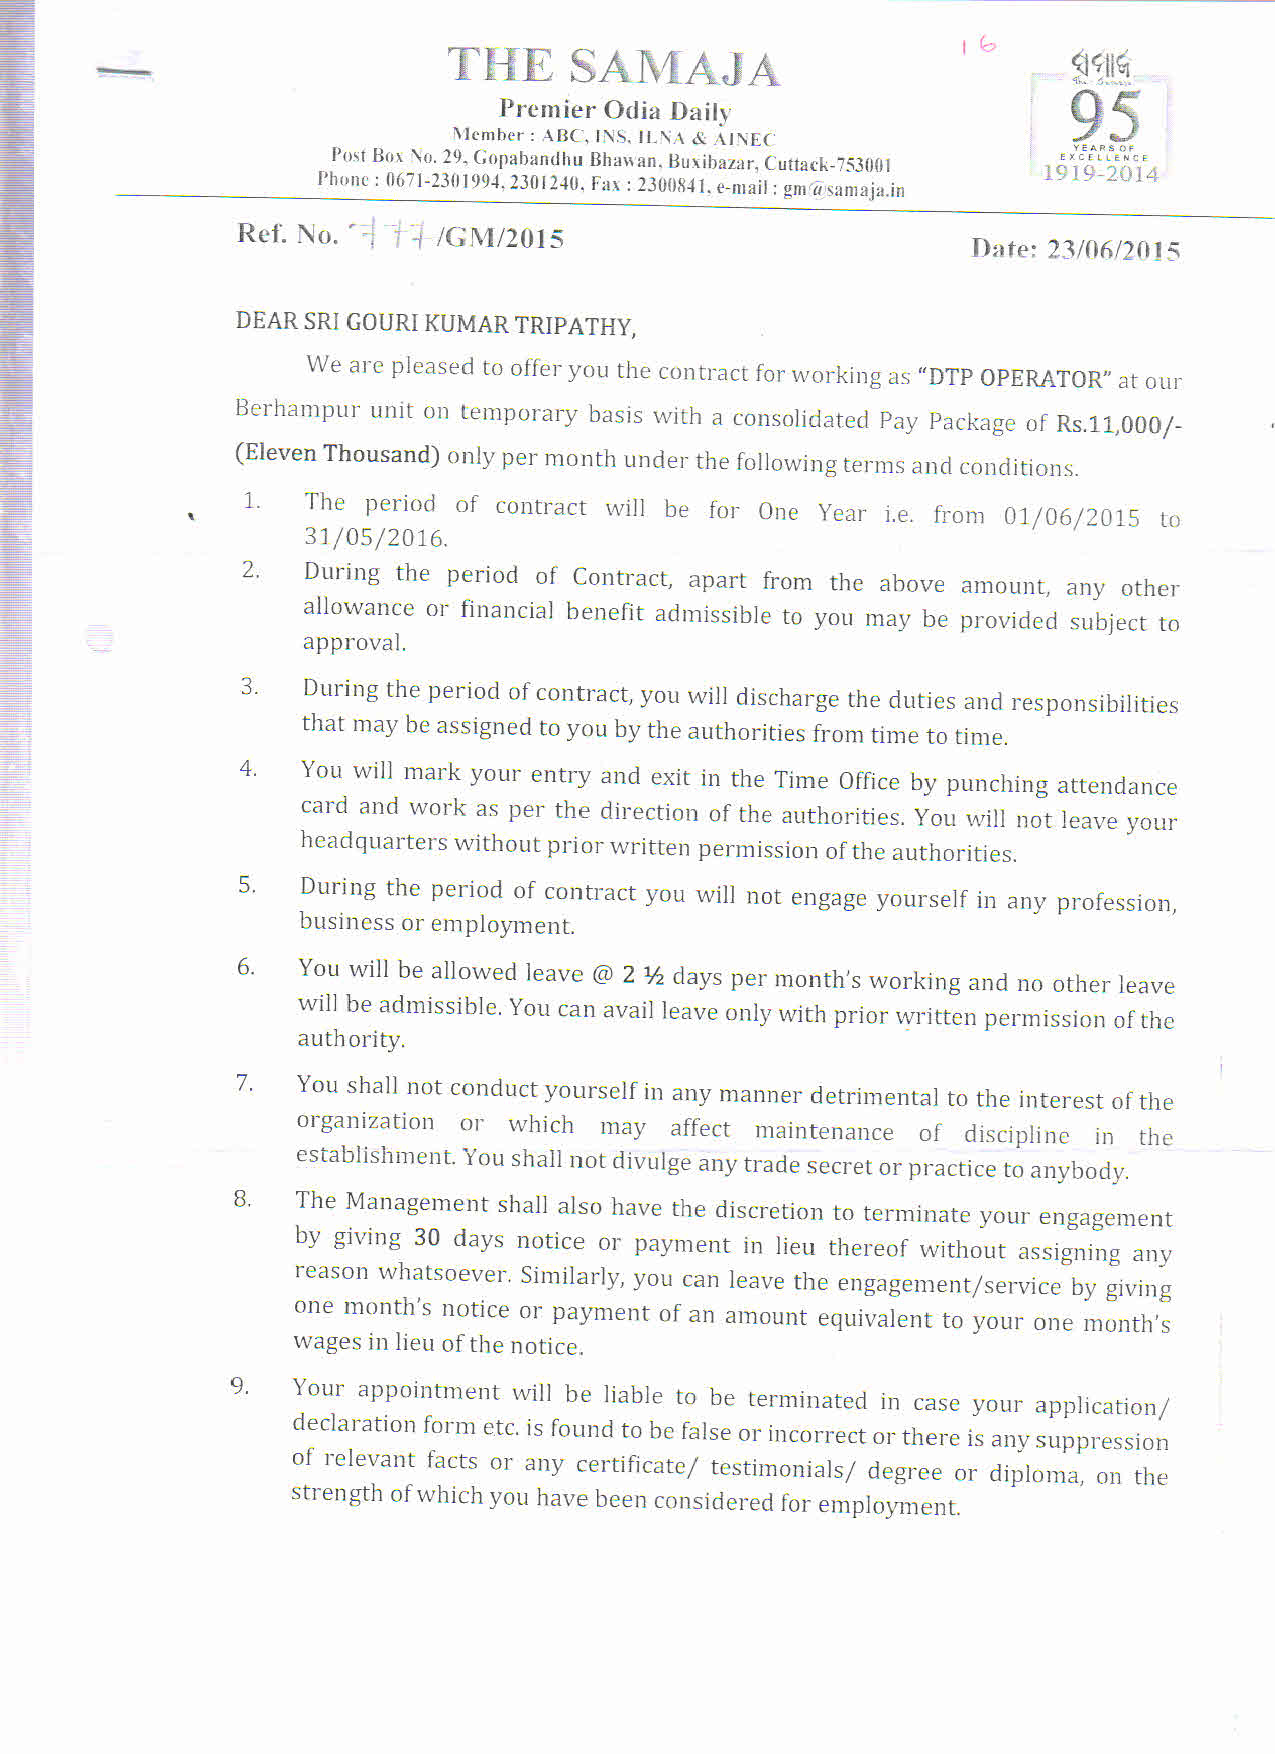 16
THE SAMAJA
Premier Odia Daily
Member : ABC, INS, ILNA & AINEC
Post Box No. 29, Gopabandhu Bhawan, Buxibazar, Cuttack-753001
Phone : 0671-2301994, 2301240, Fax : 2300841, e-mail : gm@samaja.in
ସମାଜ
The Samaja
95
YEARS OF
EXCELLENCE
1919-2014
Ref. No. /GM/2015
Date: 23/06/2015
DEAR SRI GOURI KUMAR TRIPATHY,
We are pleased to offer you the contract for working as “DTP OPERATOR” at our
Berhampur unit on temporary basis with a consolidated Pay Package of Rs.11,000/-
(Eleven Thousand) only per month under the following terms and conditions.
1. The period of contract will be for One Year i.e. from 01/06/2015 to
31/05/2016.
2. During the period of Contract, apart from the above amount, any other
allowance or financial benefit admissible to you may be provided subject to
approval.
3. During the period of contract, you will discharge the duties and responsibilities
that may be assigned to you by the authorities from time to time.
4. You will mark your entry and exit in the Time Office by punching attendance
card and work as per the direction of the authorities. You will not leave your
headquarters without prior written permission of the authorities.
5. During the period of contract you will not engage yourself in any profession,
business or employment.
6. You will be allowed leave @ 2 ½ days per month's working and no other leave
will be admissible. You can avail leave only with prior written permission of the
authority.
7. You shall not conduct yourself in any manner detrimental to the interest of the
organization or which may affect maintenance of discipline in the
establishment. You shall not divulge any trade secret or practice to anybody.
8. The Management shall also have the discretion to terminate your engagement
by giving 30 days notice or payment in lieu thereof without assigning any
reason whatsoever. Similarly, you can leave the engagement/service by giving
one month's notice or payment of an amount equivalent to your one month's
wages in lieu of the notice.
9. Your appointment will be liable to be terminated in case your application/
declaration form etc. is found to be false or incorrect or there is any suppression
of relevant facts or any certificate/ testimonials/ degree or diploma, on the
strength of which you have been considered for employment.